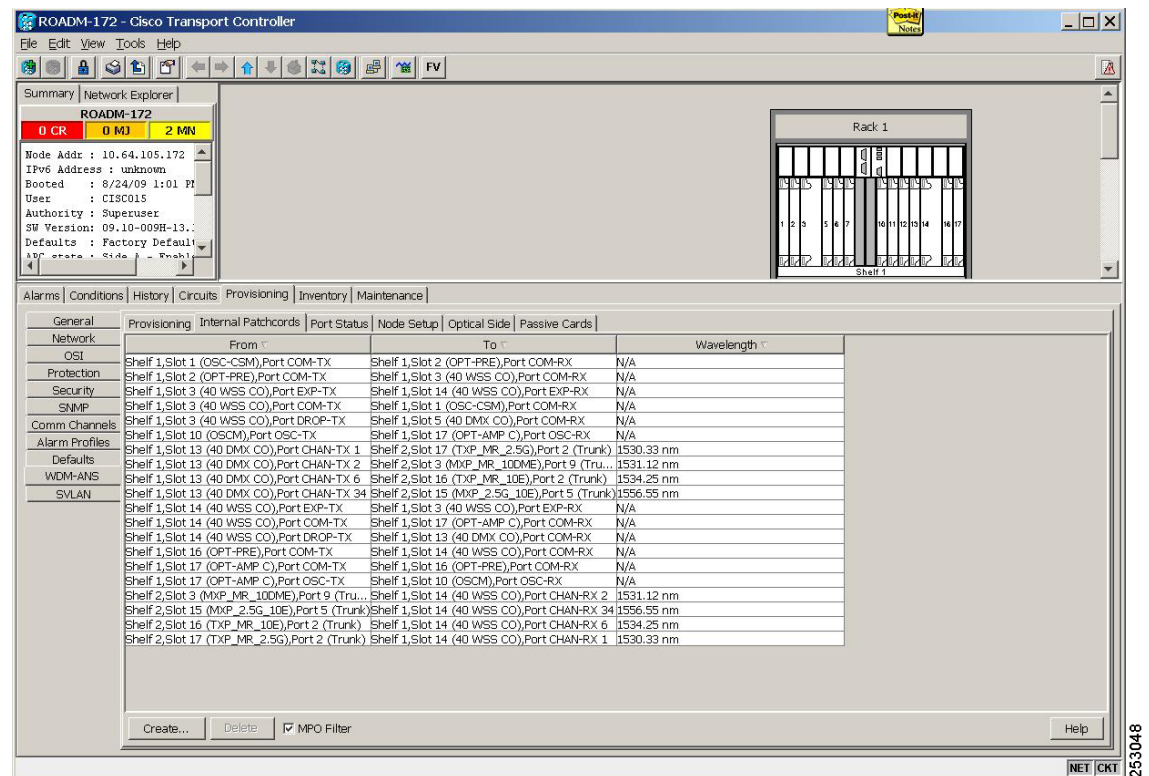 ROADM-172 - Cisco Transport Controller
Post-it
Notes
File Edit View Tools Help
FV
Summary Network Explorer
ROADM-172
0 CR 0 MJ 2 MN
Node Addr : 10.64.105.172
IPv6 Address : unknown
Booted : 8/24/09 1:01 PM
User : CISCO15
Authority : Superuser
SW Version: 09.10-009H-13.
Defaults : Factory Default
APC state : Side A - Enable
Rack 1
1 2 3 5 6 7 10 11 12 13 14 16 17
Shelf 1
Alarms Conditions History Circuits Provisioning Inventory Maintenance
General
Network
OSI
Protection
Security
SNMP
Comm Channels
Alarm Profiles
Defaults
WDM-ANS
SVLAN
Provisioning Internal Patchcords Port Status Node Setup Optical Side Passive Cards
From To Wavelength
Shelf 1,Slot 1 (OSC-CSM),Port COM-TX Shelf 1,Slot 2 (OPT-PRE),Port COM-RX N/A
Shelf 1,Slot 2 (OPT-PRE),Port COM-TX Shelf 1,Slot 3 (40 WSS CO),Port COM-RX N/A
Shelf 1,Slot 3 (40 WSS CO),Port EXP-TX Shelf 1,Slot 14 (40 WSS CO),Port EXP-RX N/A
Shelf 1,Slot 3 (40 WSS CO),Port COM-TX Shelf 1,Slot 1 (OSC-CSM),Port COM-RX N/A
Shelf 1,Slot 3 (40 WSS CO),Port DROP-TX Shelf 1,Slot 5 (40 DMX CO),Port COM-RX N/A
Shelf 1,Slot 10 (OSCM),Port OSC-TX Shelf 1,Slot 17 (OPT-AMP C),Port OSC-RX N/A
Shelf 1,Slot 13 (40 DMX CO),Port CHAN-TX 1 Shelf 2,Slot 17 (TXP_MR_2.5G),Port 2 (Trunk) 1530.33 nm
Shelf 1,Slot 13 (40 DMX CO),Port CHAN-TX 2 Shelf 2,Slot 3 (MXP_MR_10DME),Port 9 (Tru... 1531.12 nm
Shelf 1,Slot 13 (40 DMX CO),Port CHAN-TX 6 Shelf 2,Slot 16 (TXP_MR_10E),Port 2 (Trunk) 1534.25 nm
Shelf 1,Slot 13 (40 DMX CO),Port CHAN-TX 34 Shelf 2,Slot 15 (MXP_2.5G_10E),Port 5 (Trunk) 1556.55 nm
Shelf 1,Slot 14 (40 WSS CO),Port EXP-TX Shelf 1,Slot 3 (40 WSS CO),Port EXP-RX N/A
Shelf 1,Slot 14 (40 WSS CO),Port COM-TX Shelf 1,Slot 17 (OPT-AMP C),Port COM-RX N/A
Shelf 1,Slot 14 (40 WSS CO),Port DROP-TX Shelf 1,Slot 13 (40 DMX CO),Port COM-RX N/A
Shelf 1,Slot 16 (OPT-PRE),Port COM-TX Shelf 1,Slot 14 (40 WSS CO),Port COM-RX N/A
Shelf 1,Slot 17 (OPT-AMP C),Port COM-TX Shelf 1,Slot 16 (OPT-PRE),Port COM-RX N/A
Shelf 1,Slot 17 (OPT-AMP C),Port OSC-TX Shelf 1,Slot 10 (OSCM),Port OSC-RX N/A
Shelf 2,Slot 3 (MXP_MR_10DME),Port 9 (Tru... Shelf 1,Slot 14 (40 WSS CO),Port CHAN-RX 2 1531.12 nm
Shelf 2,Slot 15 (MXP_2.5G_10E),Port 5 (Trunk) Shelf 1,Slot 14 (40 WSS CO),Port CHAN-RX 34 1556.55 nm
Shelf 2,Slot 16 (TXP_MR_10E),Port 2 (Trunk) Shelf 1,Slot 14 (40 WSS CO),Port CHAN-RX 6 1534.25 nm
Shelf 2,Slot 17 (TXP_MR_2.5G),Port 2 (Trunk) Shelf 1,Slot 14 (40 WSS CO),Port CHAN-RX 1 1530.33 nm
Create... Delete MPO Filter Help
NET CKT
253048